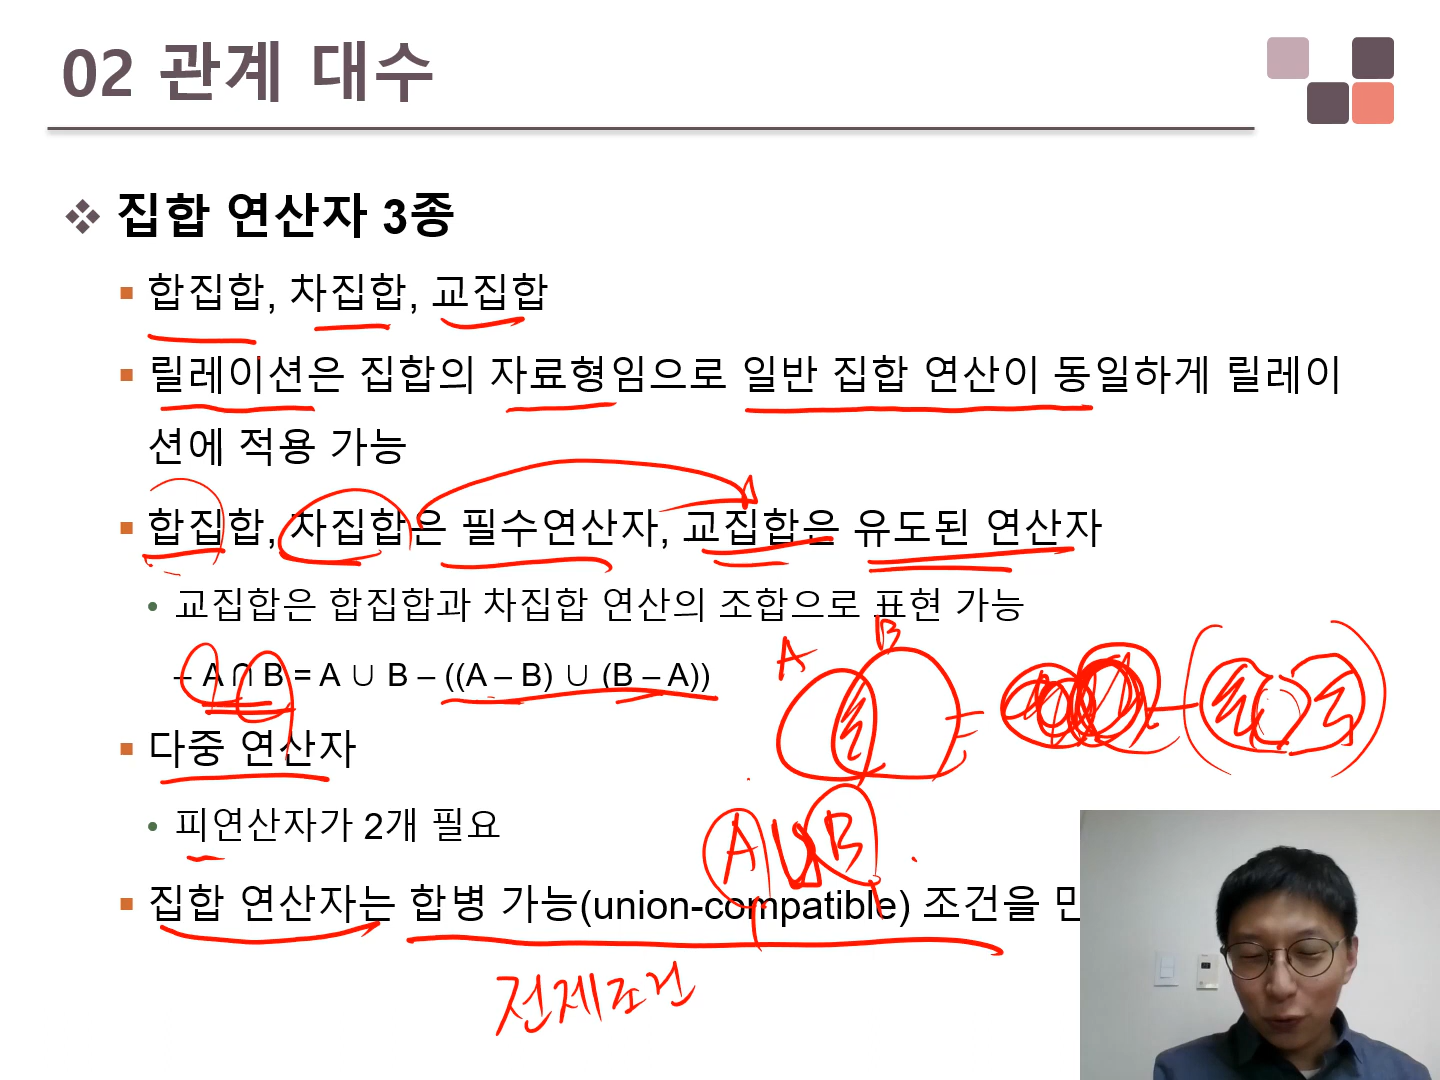 02 관계 대수
집합 연산자 3종
합집합, 차집합, 교집합
릴레이션은 집합의 자료형임으로 일반 집합 연산이 동일하게 릴레이
션에 적용 가능
합집합, 차집합은 필수연산자, 교집합은 유도된 연산자
교집합은 합집합과 차집합 연산의 조합으로 표현 가능
– A ∩ B = A ∪ B – ((A – B) ∪ (B – A))
A B
다중 연산자
피연산자가 2개 필요
A ∪ B
집합 연산자는 합병 가능(union-compatible) 조건을
전제조건